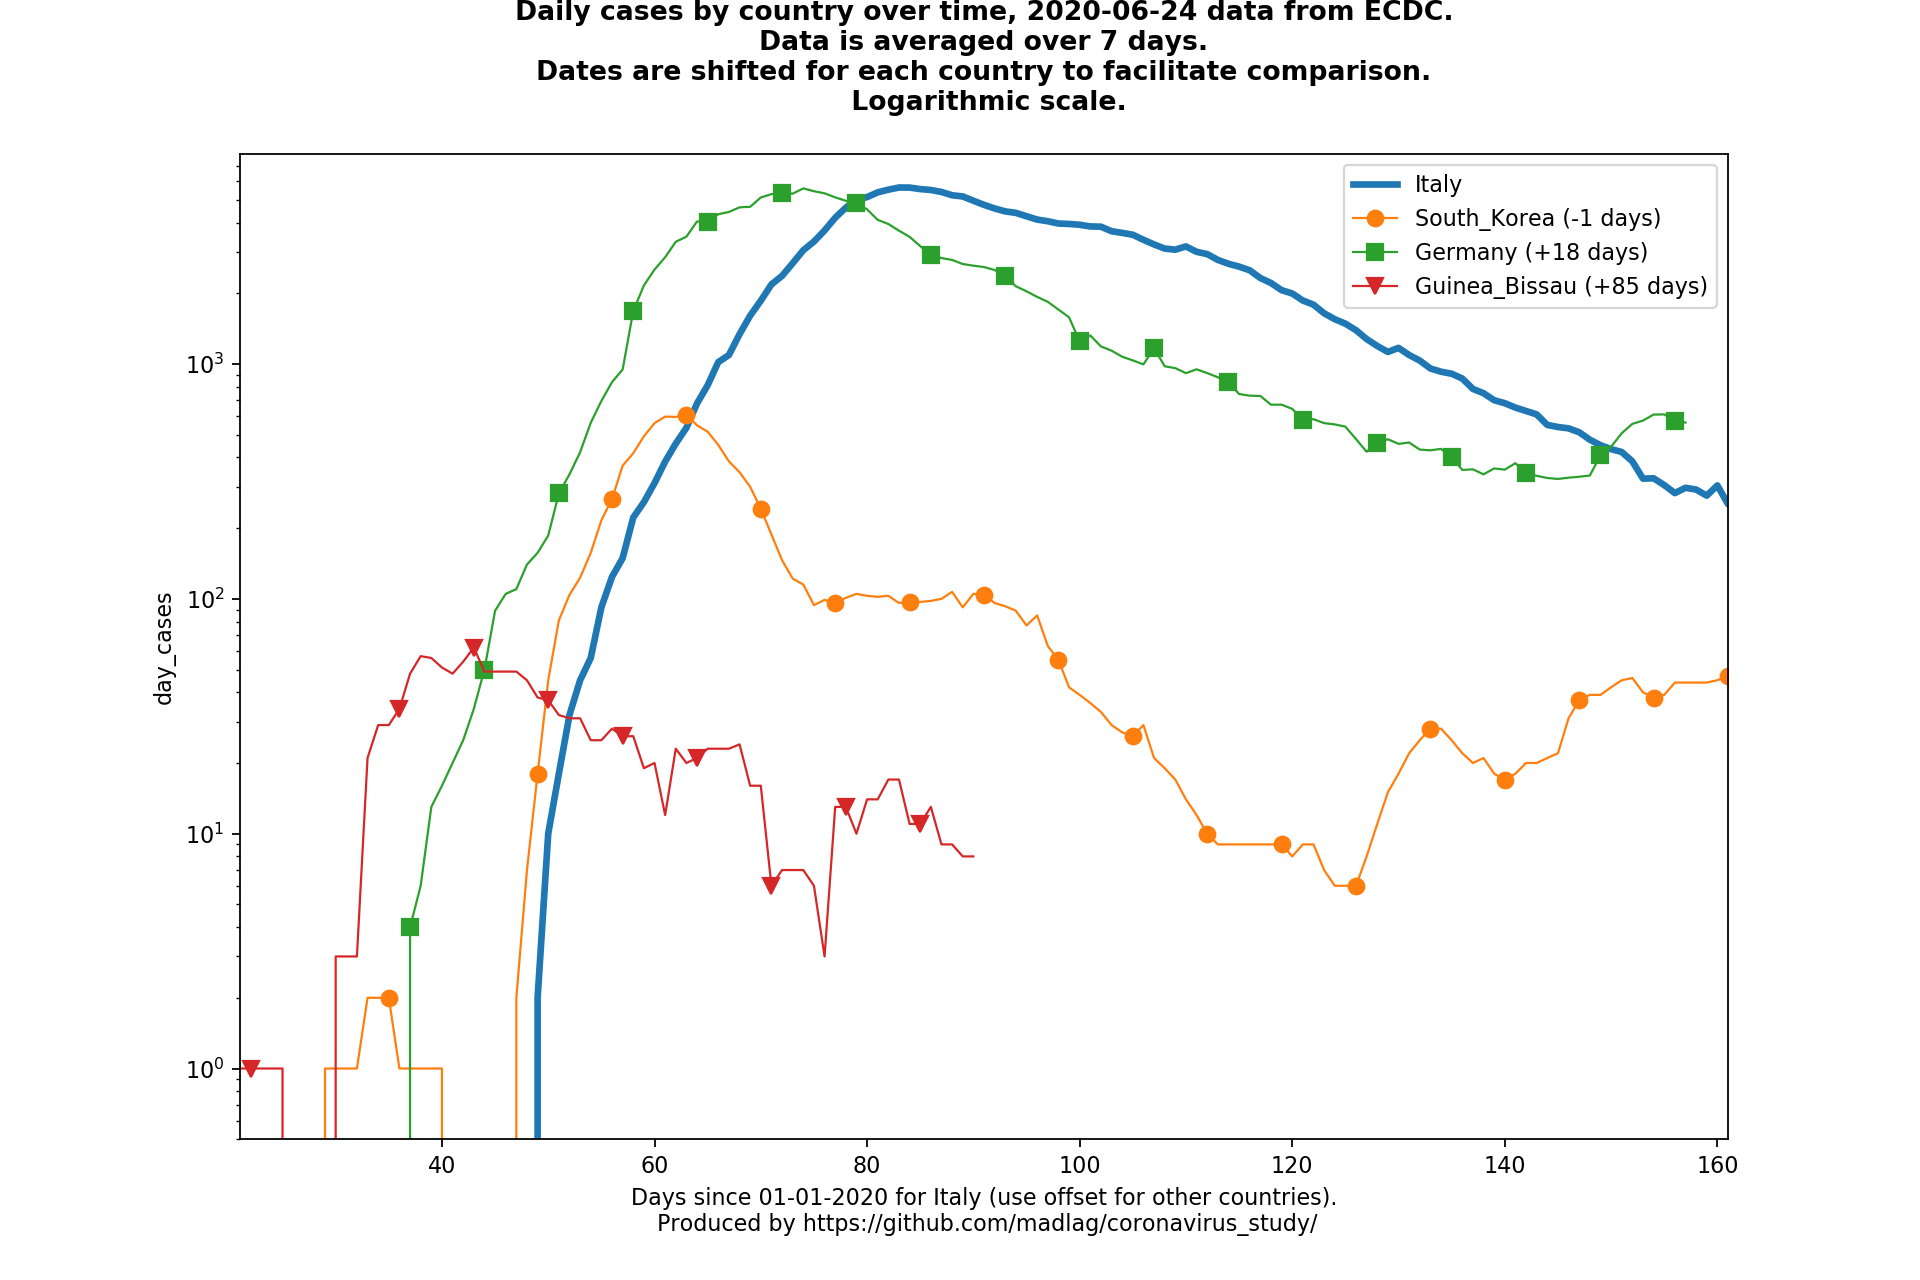 Daily cases by country over time, 2020-06-24 data from ECDC.
Data is averaged over 7 days.
Dates are shifted for each country to facilitate comparison.
Logarithmic scale.
Italy
South_Korea (-1 days)
Germany (+18 days)
Guinea_Bissau (+85 days)
day_cases
10³
10²
10¹
10⁰
40 60 80 100 120 140 160
Days since 01-01-2020 for Italy (use offset for other countries).
Produced by https://github.com/madlag/coronavirus_study/